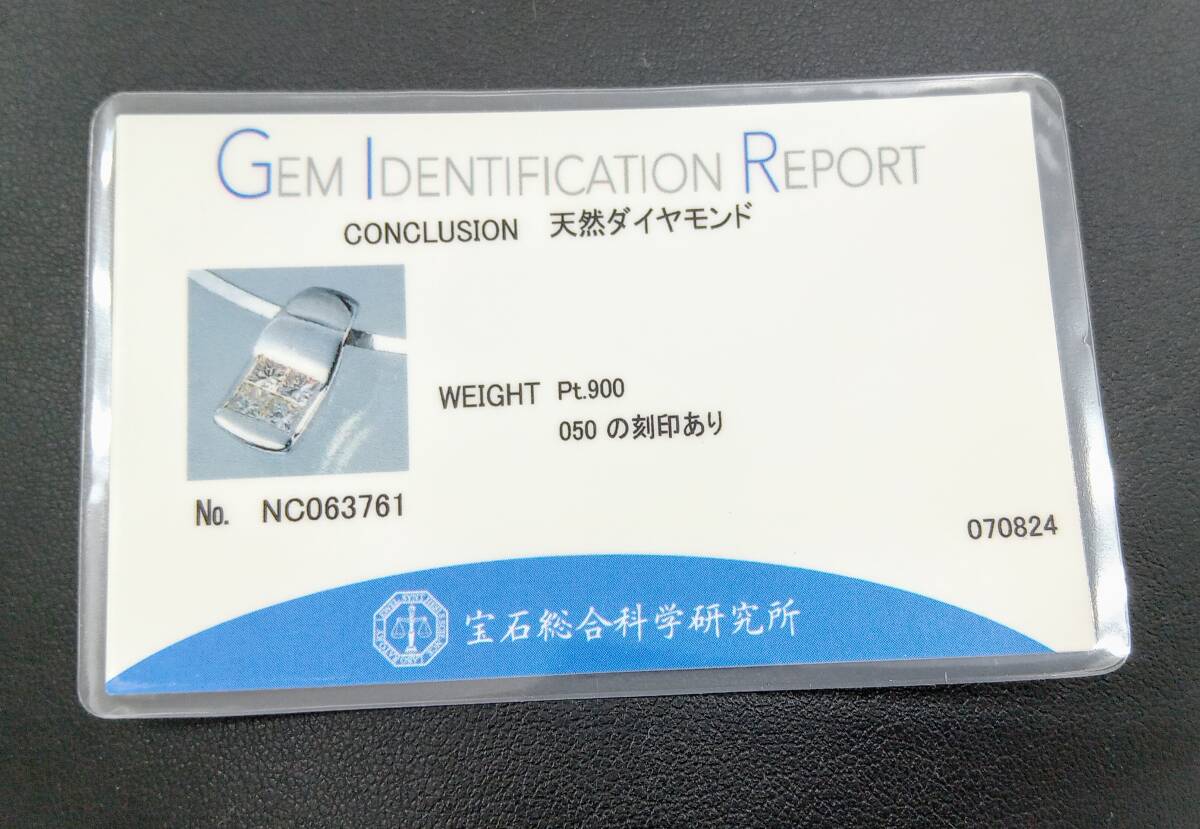 GEM IDENTIFICATION REPORT
CONCLUSION 天然ダイヤモンド
WEIGHT Pt.900
050 の刻印あり
No. NC063761
070824
宝石総合科学研究所